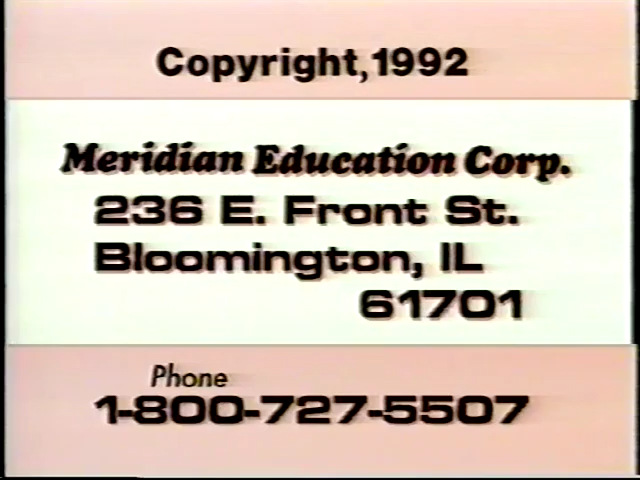 Copyright,1992
Meridian Education Corp.
236 E. Front St.
Bloomington, IL
61701
Phone
1-800-727-5507